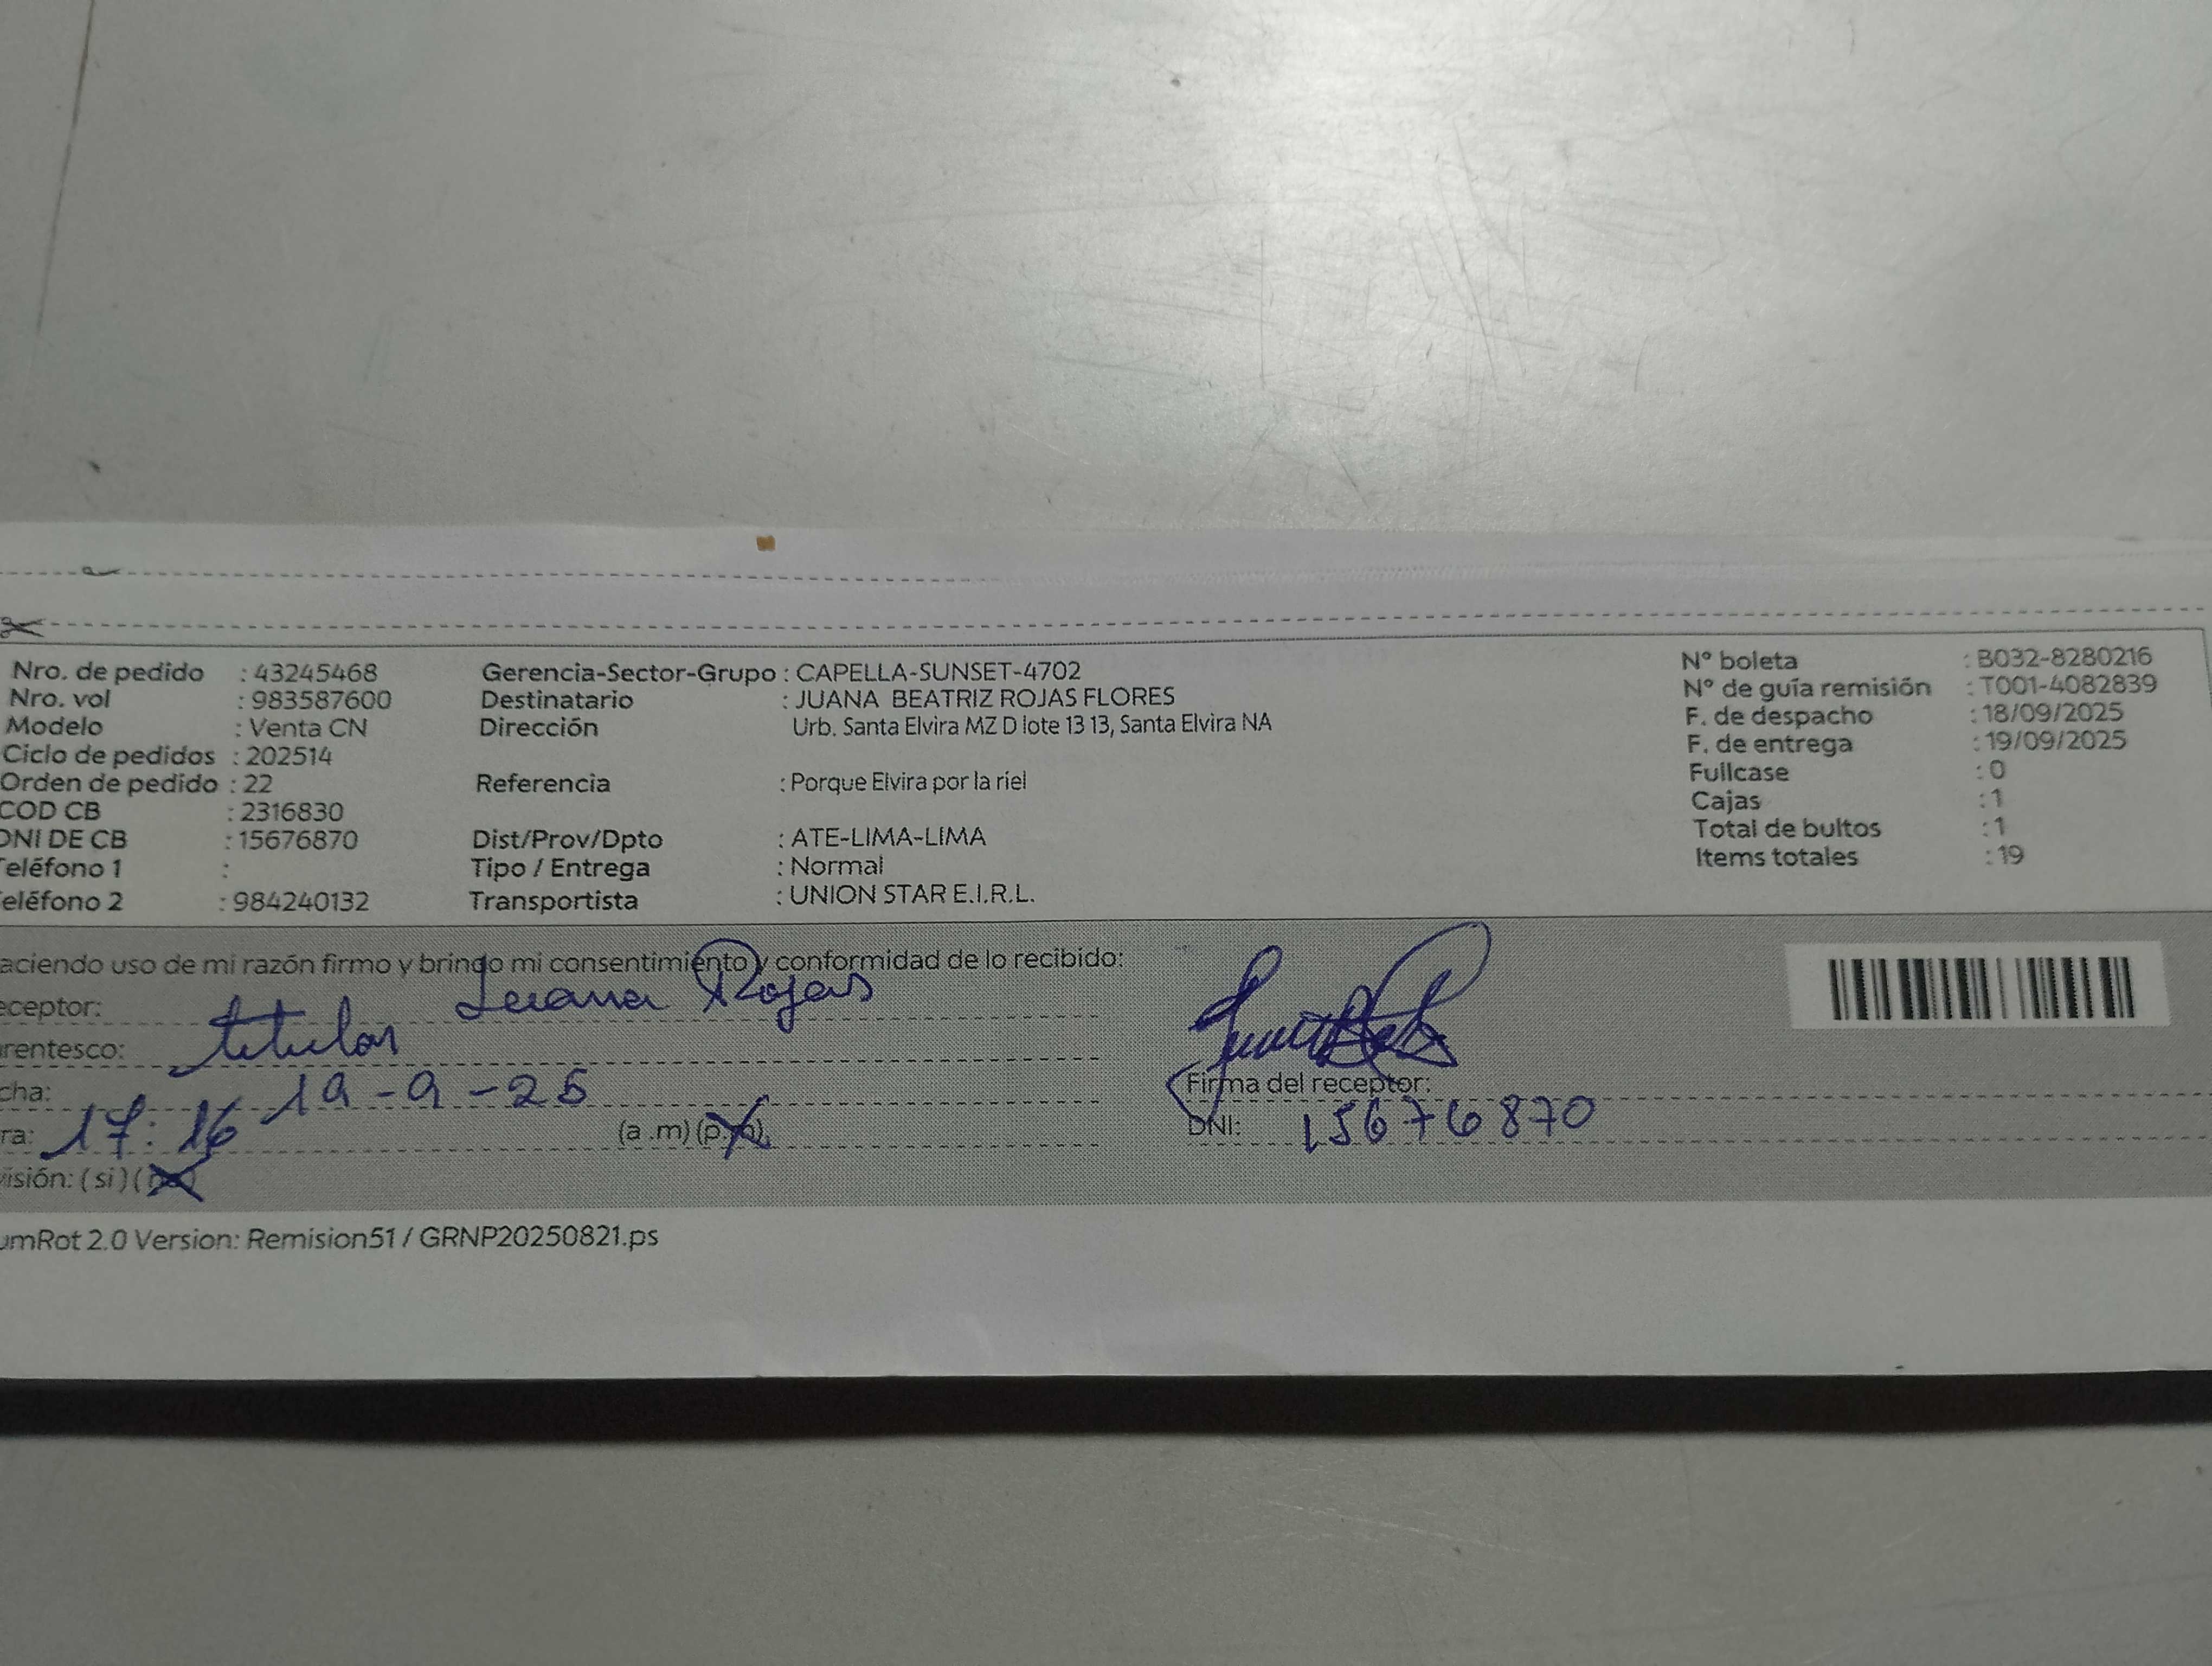 Nro. de pedido : 43245468 Gerencia-Sector-Grupo : CAPELLA-SUNSET-4702 N° boleta : B032-8280216
Nro. vol : 983587600 Destinatario : JUANA BEATRIZ ROJAS FLORES N° de guía remisión : T001-4082839
Modelo : Venta CN Dirección Urb. Santa Elvira MZ D lote 13 13, Santa Elvira NA F. de despacho : 18/09/2025
Ciclo de pedidos : 202514 F. de entrega : 19/09/2025
Orden de pedido : 22 Referencia : Porque Elvira por la riel Fullcase : 0
COD CB : 2316830 Cajas : 1
DNI DE CB : 15676870 Dist/Prov/Dpto : ATE-LIMA-LIMA Total de bultos : 1
Teléfono 1 : Tipo / Entrega : Normal Items totales : 19
eléfono 2 : 984240132 Transportista : UNION STAR E.I.R.L.
aciendo uso de mi razón firmo y brindo mi consentimiento y conformidad de lo recibido:
eceptor: Juana Rojas
rentesco: titular
cha: 19-9-25 Firma del receptor:
ra: 17:16 (a .m) (p.m) DNI: 15676870
isión: ( si ) (no)
umRot 2.0 Version: Remision51 / GRNP20250821.ps